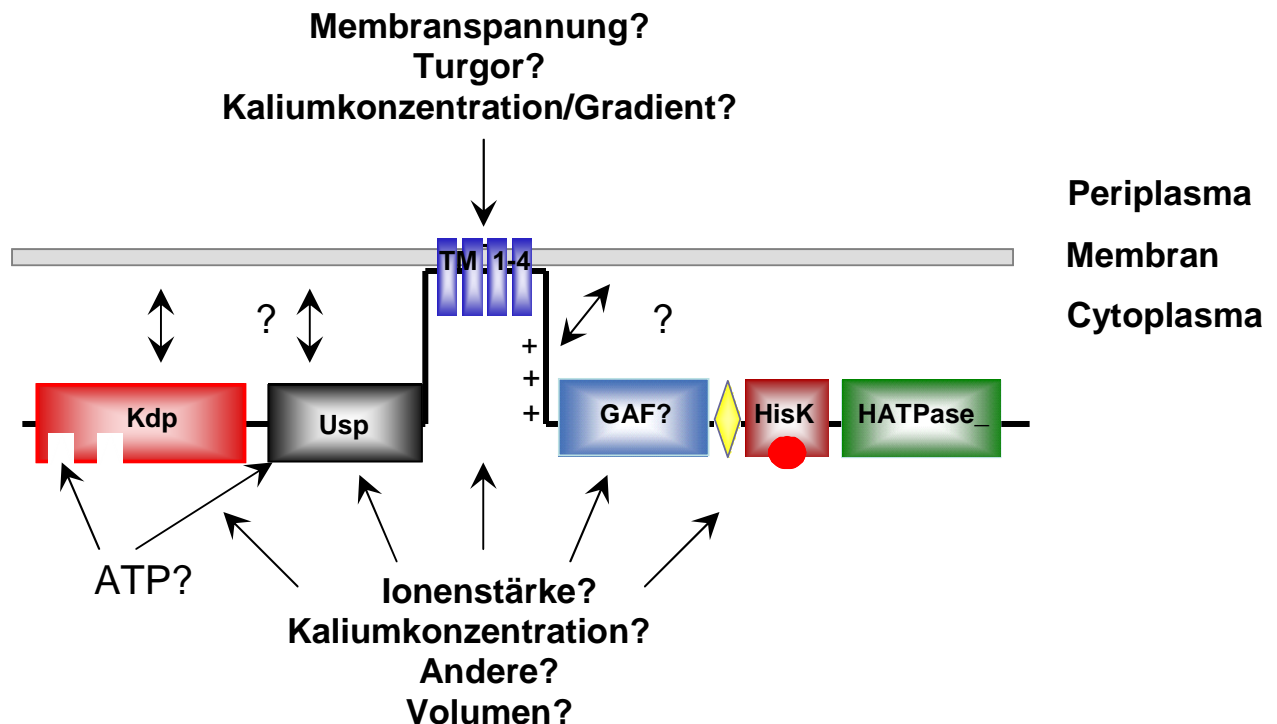 Membranspannung?
Turgor?
Kaliumkonzentration/Gradient?
Periplasma
Membran
Cytoplasma
TM 1-4
?
?
+
+
+
Kdp
Usp
GAF?
HisK
HATPase_
ATP?
Ionenstärke?
Kaliumkonzentration?
Andere?
Volumen?